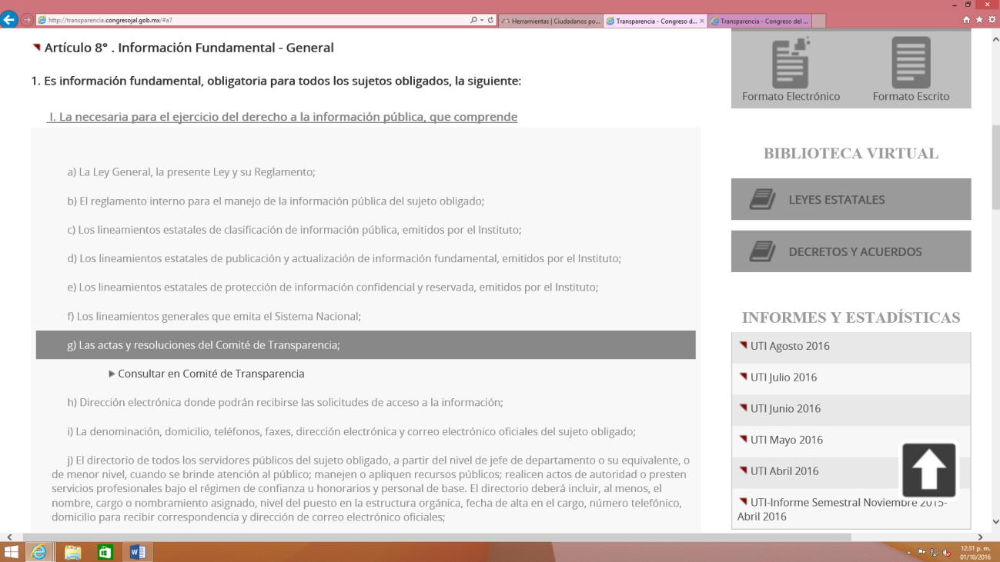 http://transparencia.congresojal.gob.mx/#a7
Herramientas | Ciudadanos po...
Transparencia - Congreso d...
Transparencia - Congreso del ...
Artículo 8° . Información Fundamental - General
1. Es información fundamental, obligatoria para todos los sujetos obligados, la siguiente:
I. La necesaria para el ejercicio del derecho a la información pública, que comprende
a) La Ley General, la presente Ley y su Reglamento;
b) El reglamento interno para el manejo de la información pública del sujeto obligado;
c) Los lineamientos estatales de clasificación de información pública, emitidos por el Instituto;
d) Los lineamientos estatales de publicación y actualización de información fundamental, emitidos por el Instituto;
e) Los lineamientos estatales de protección de información confidencial y reservada, emitidos por el Instituto;
f) Los lineamientos generales que emita el Sistema Nacional;
g) Las actas y resoluciones del Comité de Transparencia;
Consultar en Comité de Transparencia
h) Dirección electrónica donde podrán recibirse las solicitudes de acceso a la información;
i) La denominación, domicilio, teléfonos, faxes, dirección electrónica y correo electrónico oficiales del sujeto obligado;
j) El directorio de todos los servidores públicos del sujeto obligado, a partir del nivel de jefe de departamento o su equivalente, o
de menor nivel, cuando se brinde atención al público; manejen o apliquen recursos públicos; realicen actos de autoridad o presten
servicios profesionales bajo el régimen de confianza u honorarios y personal de base. El directorio deberá incluir, al menos, el
nombre, cargo o nombramiento asignado, nivel del puesto en la estructura orgánica, fecha de alta en el cargo, número telefónico,
domicilio para recibir correspondencia y dirección de correo electrónico oficiales;
Formato Electrónico
Formato Escrito
BIBLIOTECA VIRTUAL
LEYES ESTATALES
DECRETOS Y ACUERDOS
INFORMES Y ESTADÍSTICAS
UTI Agosto 2016
UTI Julio 2016
UTI Junio 2016
UTI Mayo 2016
UTI Abril 2016
UTI-Informe Semestral Noviembre 2015-
Abril 2016
12:31 p. m.
01/10/2016